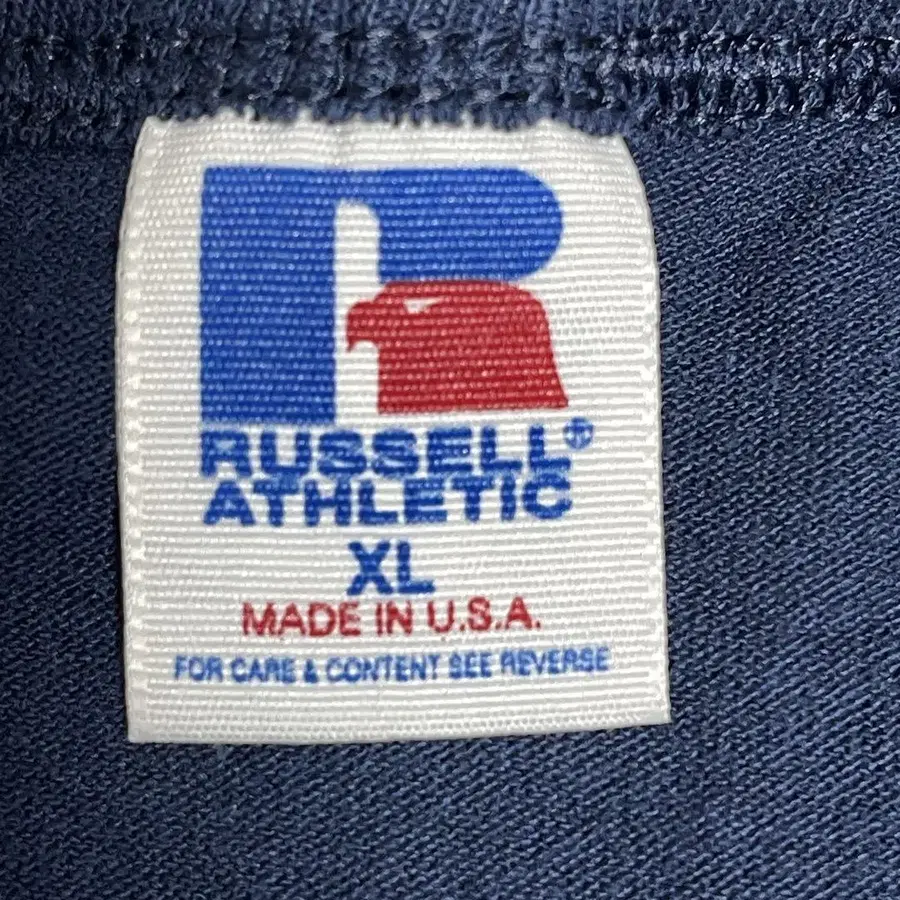 R
RUSSELL®
ATHLETIC
XL
MADE IN U.S.A.
FOR CARE & CONTENT SEE REVERSE